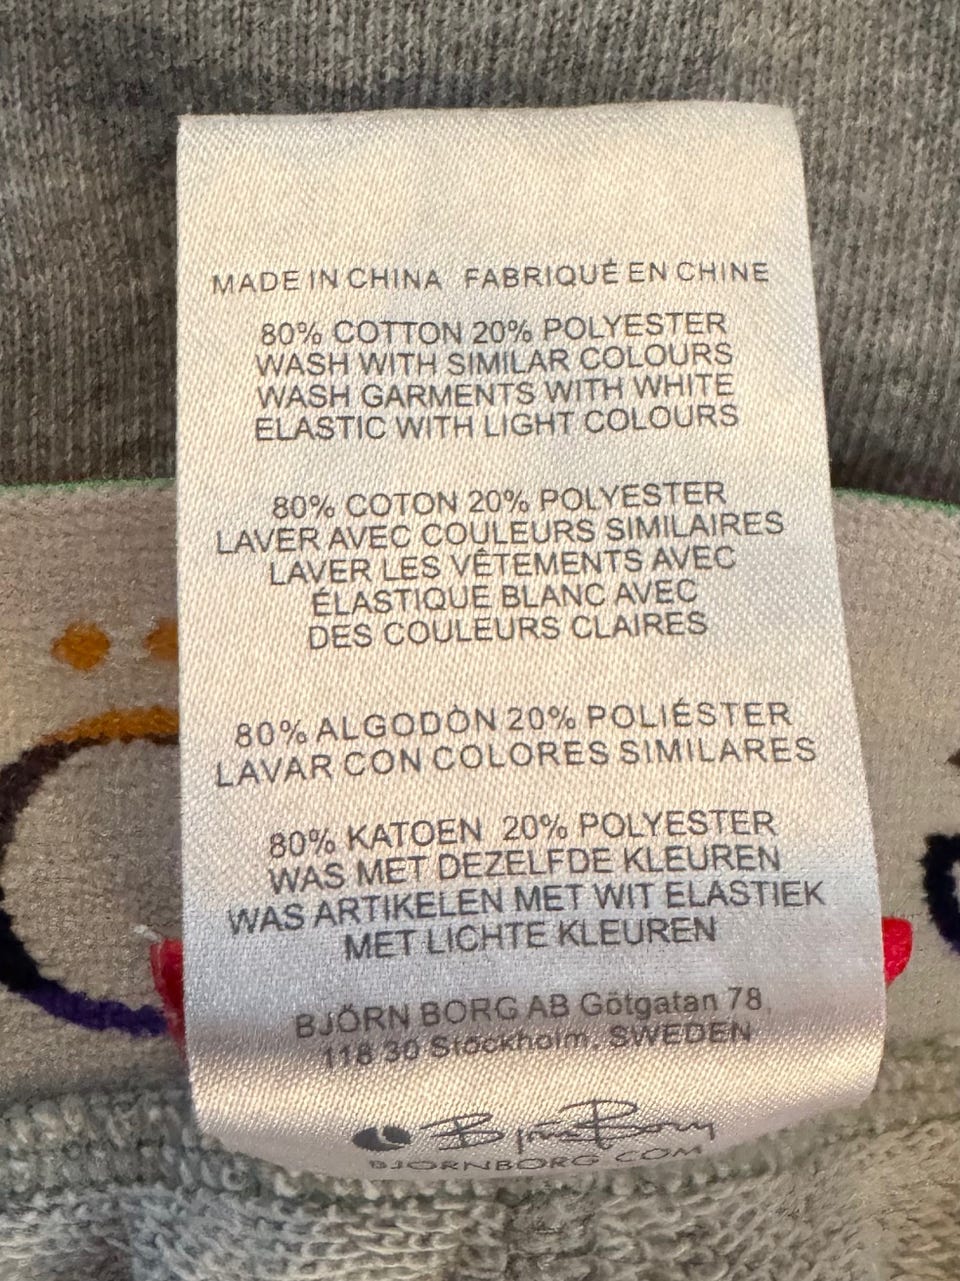 MADE IN CHINA FABRIQUÉ EN CHINE
80% COTTON 20% POLYESTER
WASH WITH SIMILAR COLOURS
WASH GARMENTS WITH WHITE
ELASTIC WITH LIGHT COLOURS
80% COTON 20% POLYESTER
LAVER AVEC COULEURS SIMILAIRES
LAVER LES VÊTEMENTS AVEC
ÉLASTIQUE BLANC AVEC
DES COULEURS CLAIRES
80% ALGODÒN 20% POLIÉSTER
LAVAR CON COLORES SIMILARES
80% KATOEN 20% POLYESTER
WAS MET DEZELFDE KLEUREN
WAS ARTIKELEN MET WIT ELASTIEK
MET LICHTE KLEUREN
BJÖRN BORG AB Götgatan 78,
118 30 Stockholm. SWEDEN
Björn Borg
BJORNBORG.COM